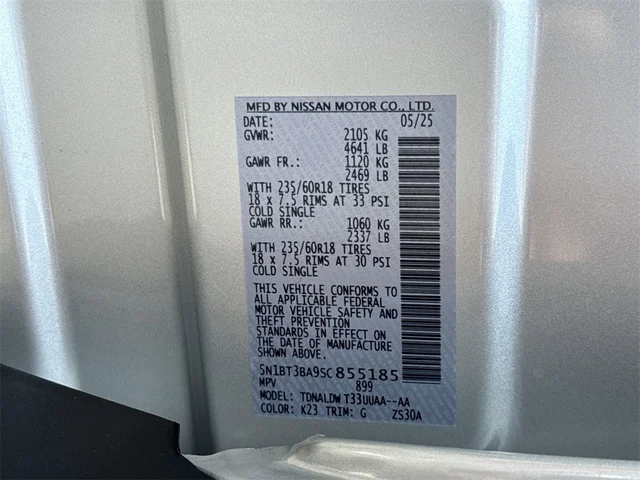 MFD BY NISSAN MOTOR CO., LTD.
DATE: 05/25
GVWR: 2105 KG
4641 LB
GAWR FR.: 1120 KG
2469 LB
WITH 235/60R18 TIRES
18 x 7.5 RIMS AT 33 PSI
COLD SINGLE
GAWR RR.: 1060 KG
2337 LB
WITH 235/60R18 TIRES
18 x 7.5 RIMS AT 30 PSI
COLD SINGLE
THIS VEHICLE CONFORMS TO
ALL APPLICABLE FEDERAL
MOTOR VEHICLE SAFETY AND
THEFT PREVENTION
STANDARDS IN EFFECT ON
THE DATE OF MANUFACTURE
SHOWN ABOVE.
5N1BT3BA9SC855185
MPV 899
MODEL: TDNALDW T33UUAA--AA
COLOR: K23 TRIM: G ZS30A